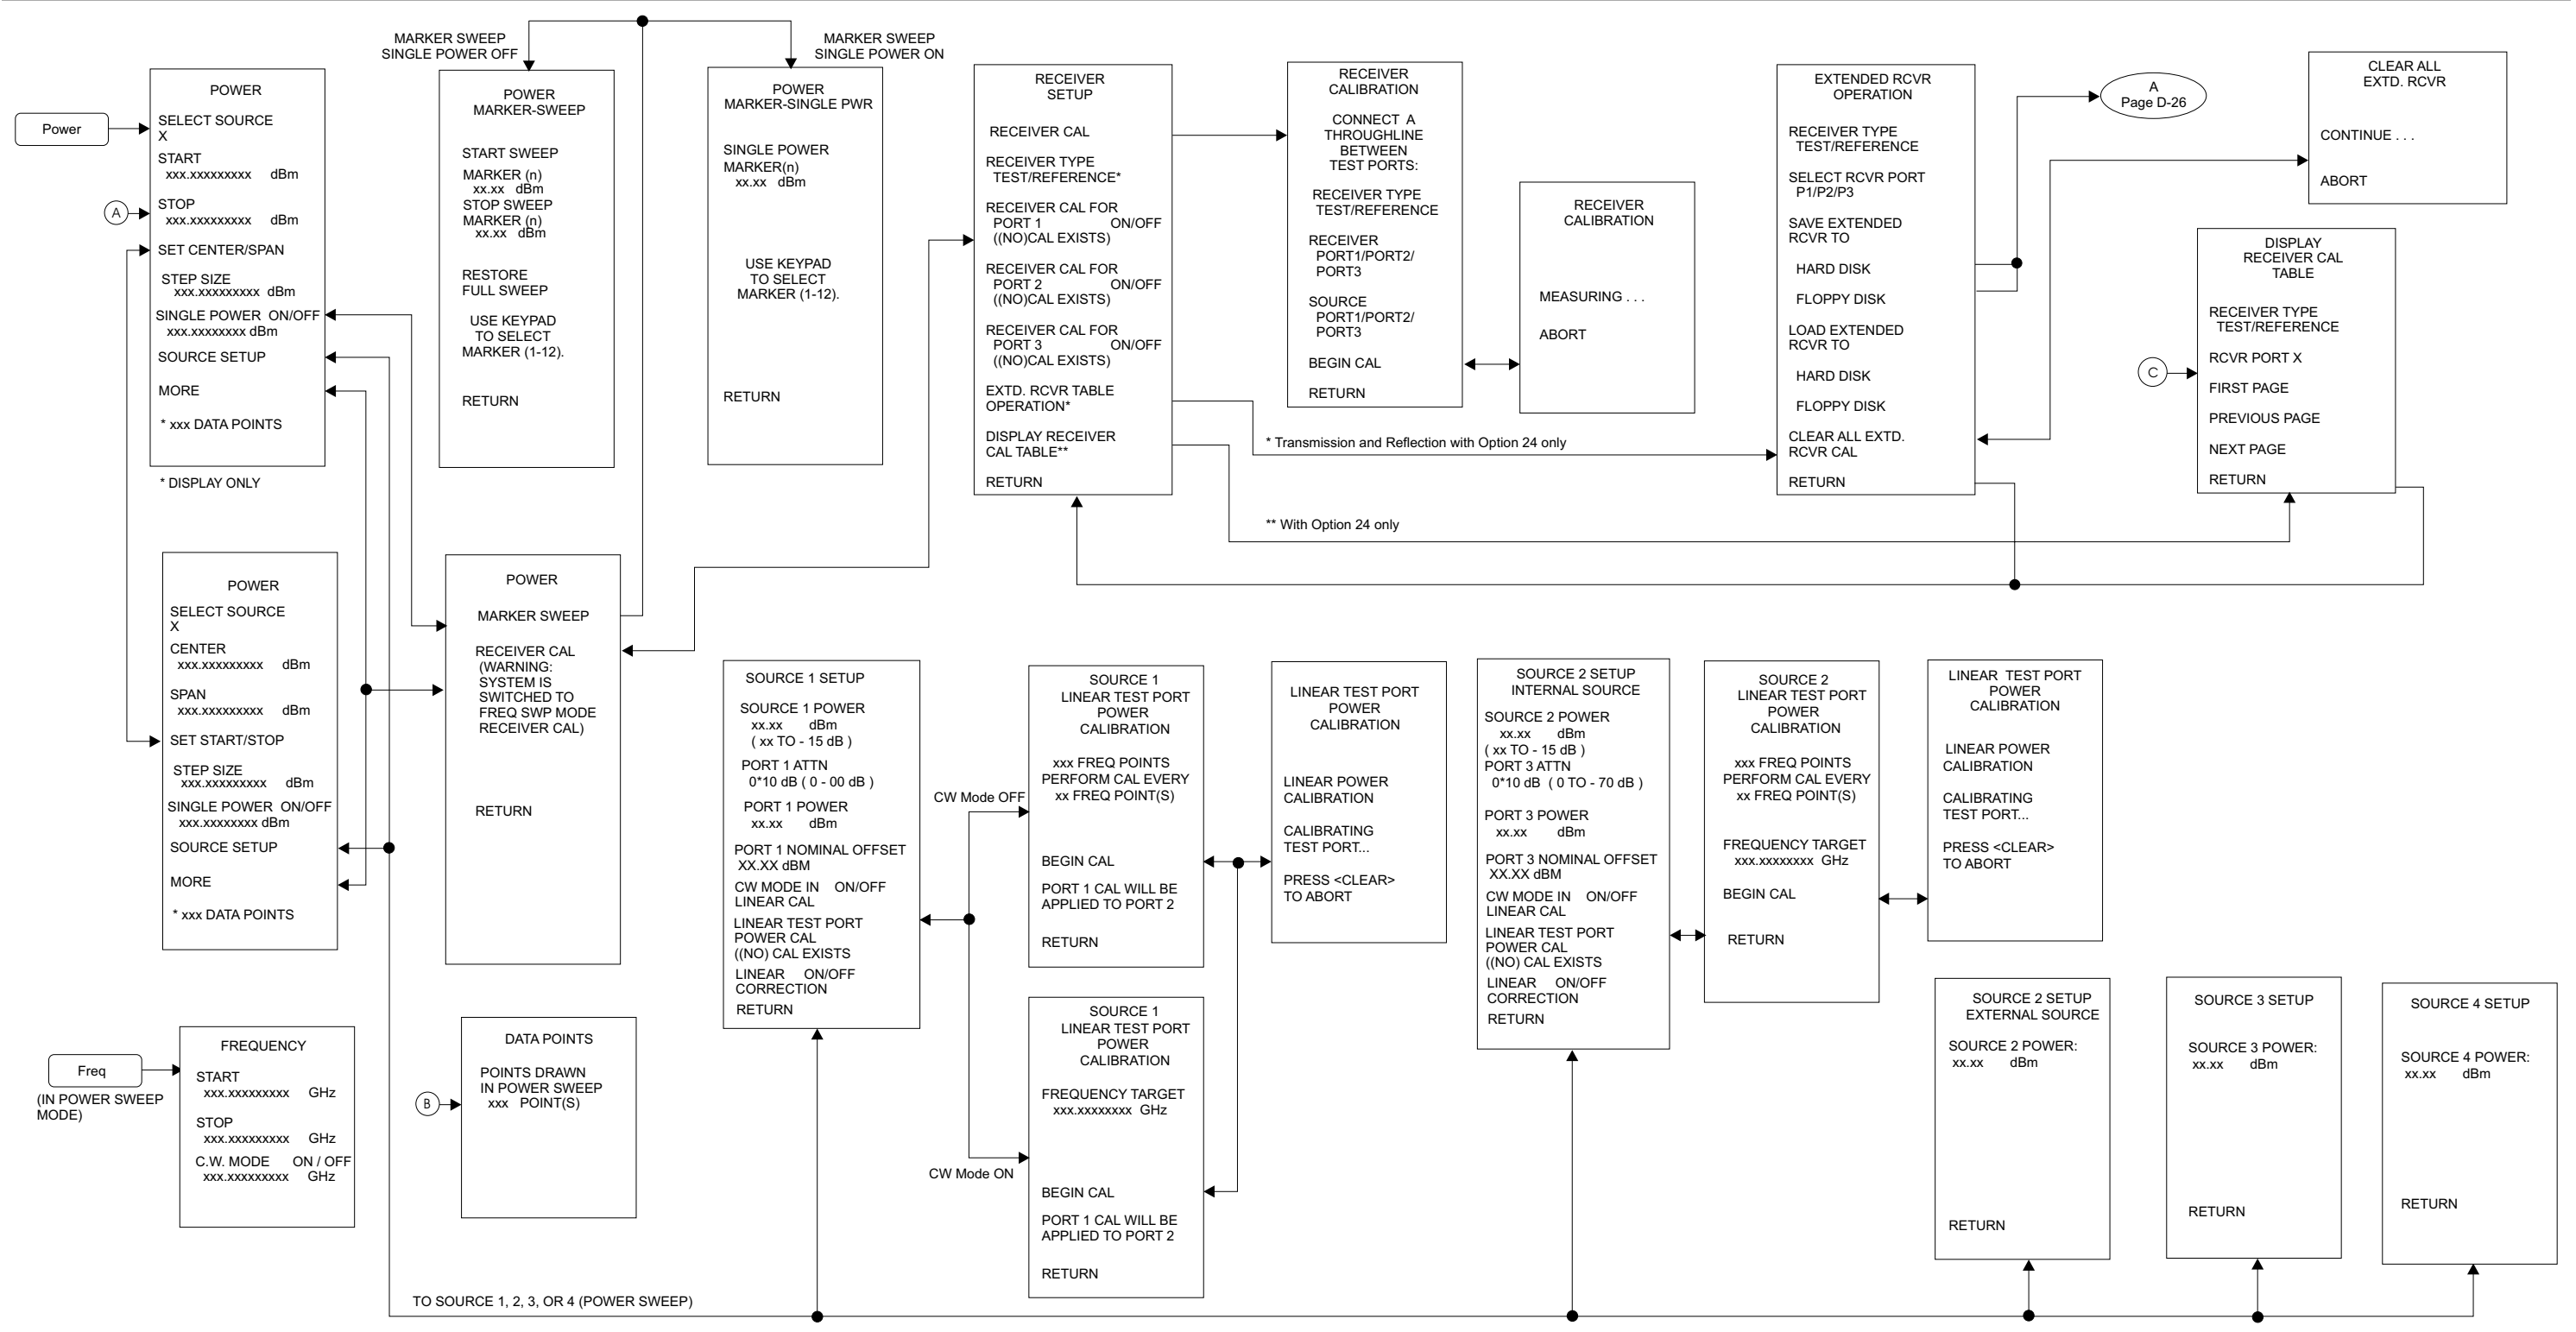 MARKER SWEEP
SINGLE POWER OFF
MARKER SWEEP
SINGLE POWER ON
Power
A
POWER
SELECT SOURCE
X
START
xxx.xxxxxxxxx dBm
STOP
xxx.xxxxxxxxx dBm
SET CENTER/SPAN
STEP SIZE
xxx.xxxxxxxxx dBm
SINGLE POWER ON/OFF
xxx.xxxxxxxx dBm
SOURCE SETUP
MORE
* xxx DATA POINTS
* DISPLAY ONLY
POWER
MARKER-SWEEP
START SWEEP
MARKER (n)
xx.xx dBm
STOP SWEEP
MARKER (n)
xx.xx dBm
RESTORE
FULL SWEEP
USE KEYPAD
TO SELECT
MARKER (1-12).
RETURN
POWER
MARKER-SINGLE PWR
SINGLE POWER
MARKER(n)
xx.xx dBm
USE KEYPAD
TO SELECT
MARKER (1-12).
RETURN
RECEIVER
SETUP
RECEIVER CAL
RECEIVER TYPE
TEST/REFERENCE*
RECEIVER CAL FOR
PORT 1 ON/OFF
((NO)CAL EXISTS)
RECEIVER CAL FOR
PORT 2 ON/OFF
((NO)CAL EXISTS)
RECEIVER CAL FOR
PORT 3 ON/OFF
((NO)CAL EXISTS)
EXTD. RCVR TABLE
OPERATION*
DISPLAY RECEIVER
CAL TABLE**
RETURN
RECEIVER
CALIBRATION
CONNECT A
THROUGHLINE
BETWEEN
TEST PORTS:
RECEIVER TYPE
TEST/REFERENCE
RECEIVER
PORT1/PORT2/
PORT3
SOURCE
PORT1/PORT2/
PORT3
BEGIN CAL
RETURN
RECEIVER
CALIBRATION
MEASURING . . .
ABORT
* Transmission and Reflection with Option 24 only
** With Option 24 only
EXTENDED RCVR
OPERATION
RECEIVER TYPE
TEST/REFERENCE
SELECT RCVR PORT
P1/P2/P3
SAVE EXTENDED
RCVR TO
HARD DISK
FLOPPY DISK
LOAD EXTENDED
RCVR TO
HARD DISK
FLOPPY DISK
CLEAR ALL EXTD.
RCVR CAL
RETURN
A
Page D-26
CLEAR ALL
EXTD. RCVR
CONTINUE . . .
ABORT
C
DISPLAY
RECEIVER CAL
TABLE
RECEIVER TYPE
TEST/REFERENCE
RCVR PORT X
FIRST PAGE
PREVIOUS PAGE
NEXT PAGE
RETURN
POWER
SELECT SOURCE
X
CENTER
xxx.xxxxxxxxx dBm
SPAN
xxx.xxxxxxxxx dBm
SET START/STOP
STEP SIZE
xxx.xxxxxxxxx dBm
SINGLE POWER ON/OFF
xxx.xxxxxxxx dBm
SOURCE SETUP
MORE
* xxx DATA POINTS
POWER
MARKER SWEEP
RECEIVER CAL
(WARNING:
SYSTEM IS
SWITCHED TO
FREQ SWP MODE
RECEIVER CAL)
RETURN
SOURCE 1 SETUP
SOURCE 1 POWER
xx.xx dBm
( xx TO - 15 dB )
PORT 1 ATTN
0*10 dB ( 0 - 00 dB )
PORT 1 POWER
xx.xx dBm
PORT 1 NOMINAL OFFSET
XX.XX dBM
CW MODE IN ON/OFF
LINEAR CAL
LINEAR TEST PORT
POWER CAL
((NO) CAL EXISTS
LINEAR ON/OFF
CORRECTION
RETURN
CW Mode OFF
CW Mode ON
SOURCE 1
LINEAR TEST PORT
POWER
CALIBRATION
xxx FREQ POINTS
PERFORM CAL EVERY
xx FREQ POINT(S)
BEGIN CAL
PORT 1 CAL WILL BE
APPLIED TO PORT 2
RETURN
SOURCE 1
LINEAR TEST PORT
POWER
CALIBRATION
FREQUENCY TARGET
xxx.xxxxxxxx GHz
BEGIN CAL
PORT 1 CAL WILL BE
APPLIED TO PORT 2
RETURN
LINEAR TEST PORT
POWER
CALIBRATION
LINEAR POWER
CALIBRATION
CALIBRATING
TEST PORT...
PRESS <CLEAR>
TO ABORT
SOURCE 2 SETUP
INTERNAL SOURCE
SOURCE 2 POWER
xx.xx dBm
( xx TO - 15 dB )
PORT 3 ATTN
0*10 dB ( 0 TO - 70 dB )
PORT 3 POWER
xx.xx dBm
PORT 3 NOMINAL OFFSET
XX.XX dBM
CW MODE IN ON/OFF
LINEAR CAL
LINEAR TEST PORT
POWER CAL
((NO) CAL EXISTS
LINEAR ON/OFF
CORRECTION
RETURN
SOURCE 2
LINEAR TEST PORT
POWER
CALIBRATION
xxx FREQ POINTS
PERFORM CAL EVERY
xx FREQ POINT(S)
FREQUENCY TARGET
xxx.xxxxxxxx GHz
BEGIN CAL
RETURN
LINEAR TEST PORT
POWER
CALIBRATION
LINEAR POWER
CALIBRATION
CALIBRATING
TEST PORT...
PRESS <CLEAR>
TO ABORT
Freq
(IN POWER SWEEP
MODE)
FREQUENCY
START
xxx.xxxxxxxxx GHz
STOP
xxx.xxxxxxxxx GHz
C.W. MODE ON / OFF
xxx.xxxxxxxxx GHz
B
DATA POINTS
POINTS DRAWN
IN POWER SWEEP
xxx POINT(S)
SOURCE 2 SETUP
EXTERNAL SOURCE
SOURCE 2 POWER:
xx.xx dBm
RETURN
SOURCE 3 SETUP
SOURCE 3 POWER:
xx.xx dBm
RETURN
SOURCE 4 SETUP
SOURCE 4 POWER:
xx.xx dBm
RETURN
TO SOURCE 1, 2, 3, OR 4 (POWER SWEEP)